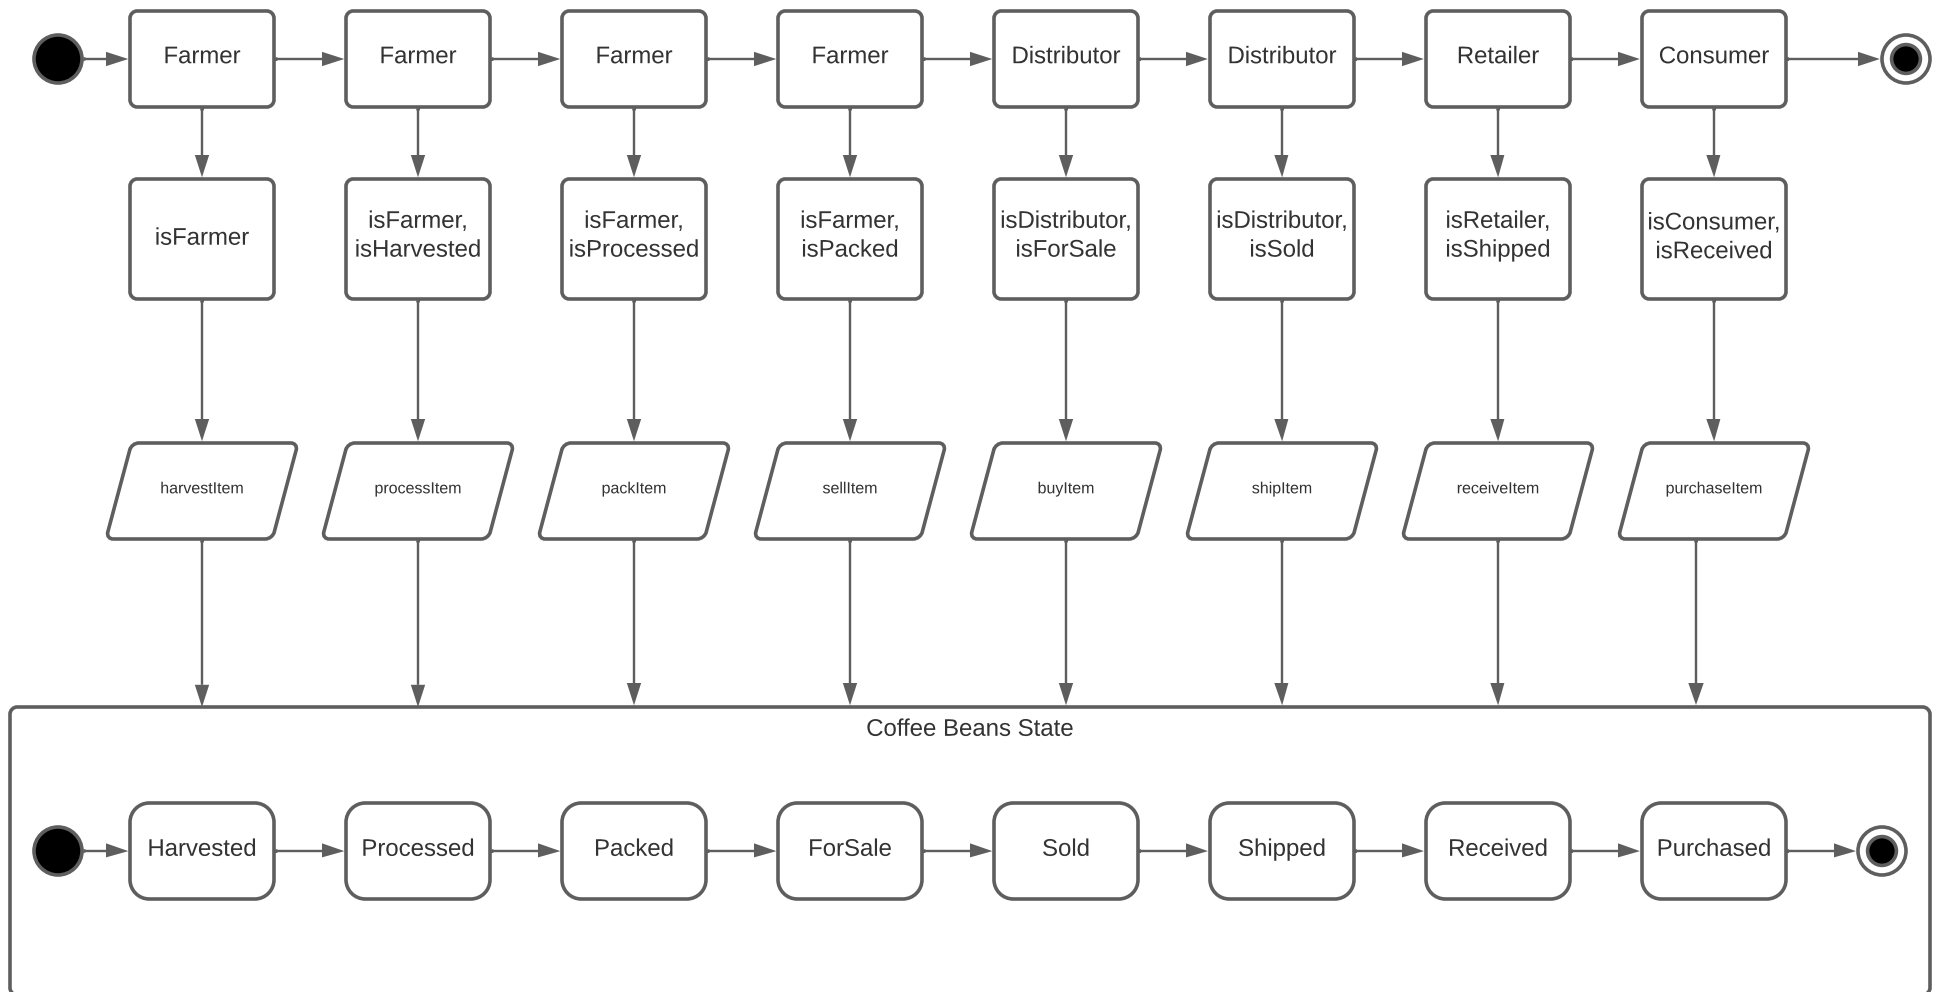 Farmer
Farmer
Farmer
Farmer
Distributor
Distributor
Retailer
Consumer
isFarmer
isFarmer,
isHarvested
isFarmer,
isProcessed
isFarmer,
isPacked
isDistributor,
isForSale
isDistributor,
isSold
isRetailer,
isShipped
isConsumer,
isReceived
harvestItem
processItem
packItem
sellItem
buyItem
shipItem
receiveItem
purchaseItem
Coffee Beans State
Harvested
Processed
Packed
ForSale
Sold
Shipped
Received
Purchased